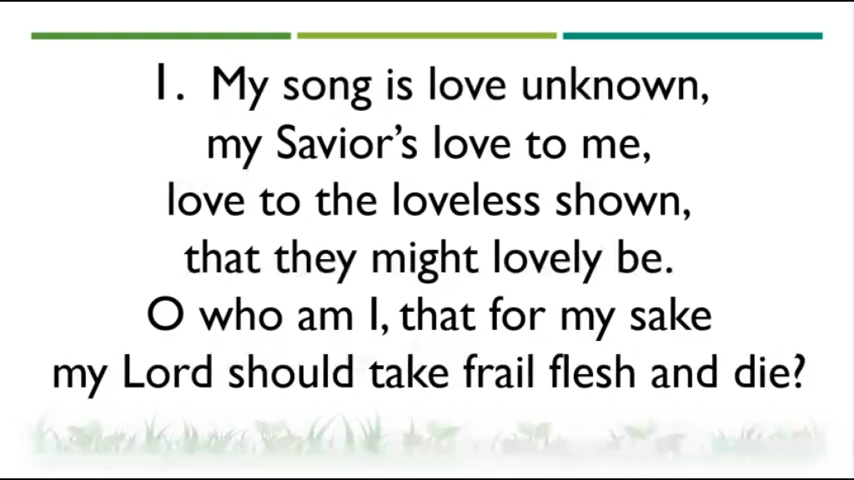 1. My song is love unknown,
my Savior’s love to me,
love to the loveless shown,
that they might lovely be.
O who am I, that for my sake
my Lord should take frail flesh and die?